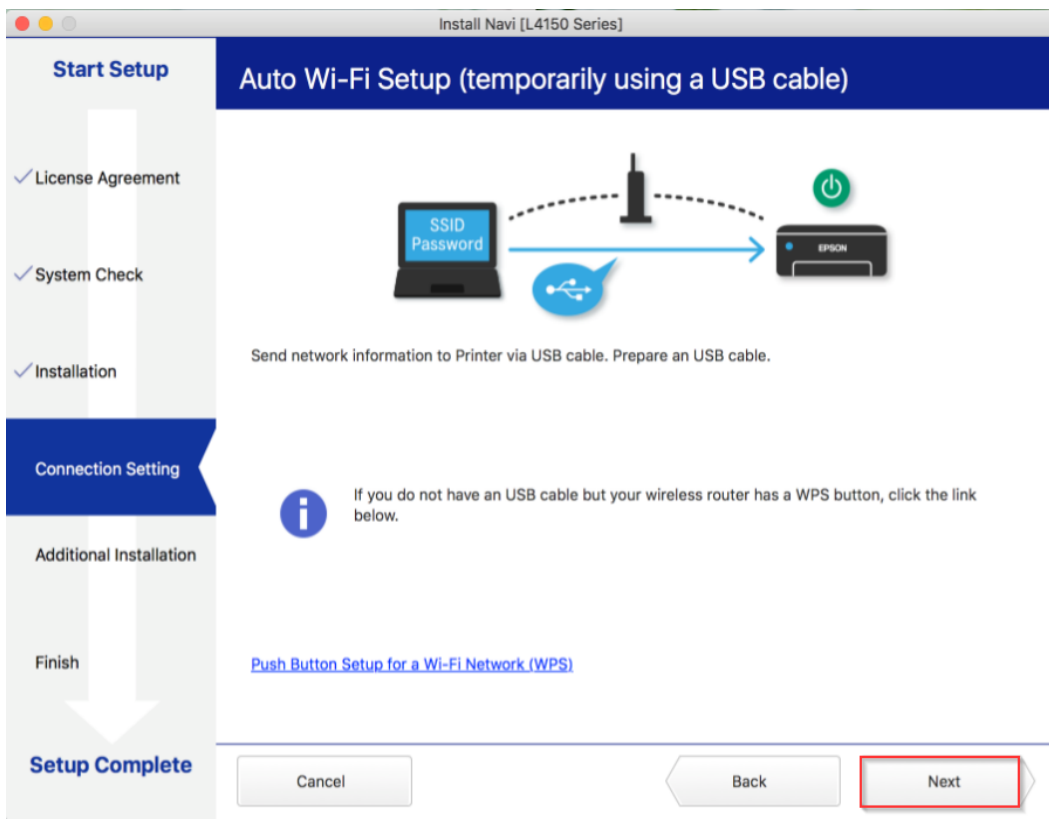 Install Navi [L4150 Series]
Start Setup
License Agreement
System Check
Installation
Connection Setting
Additional Installation
Finish
Setup Complete
Auto Wi-Fi Setup (temporarily using a USB cable)
SSID
Password
EPSON
Send network information to Printer via USB cable. Prepare an USB cable.
If you do not have an USB cable but your wireless router has a WPS button, click the link
below.
Push Button Setup for a Wi-Fi Network (WPS)
Cancel
Back
Next